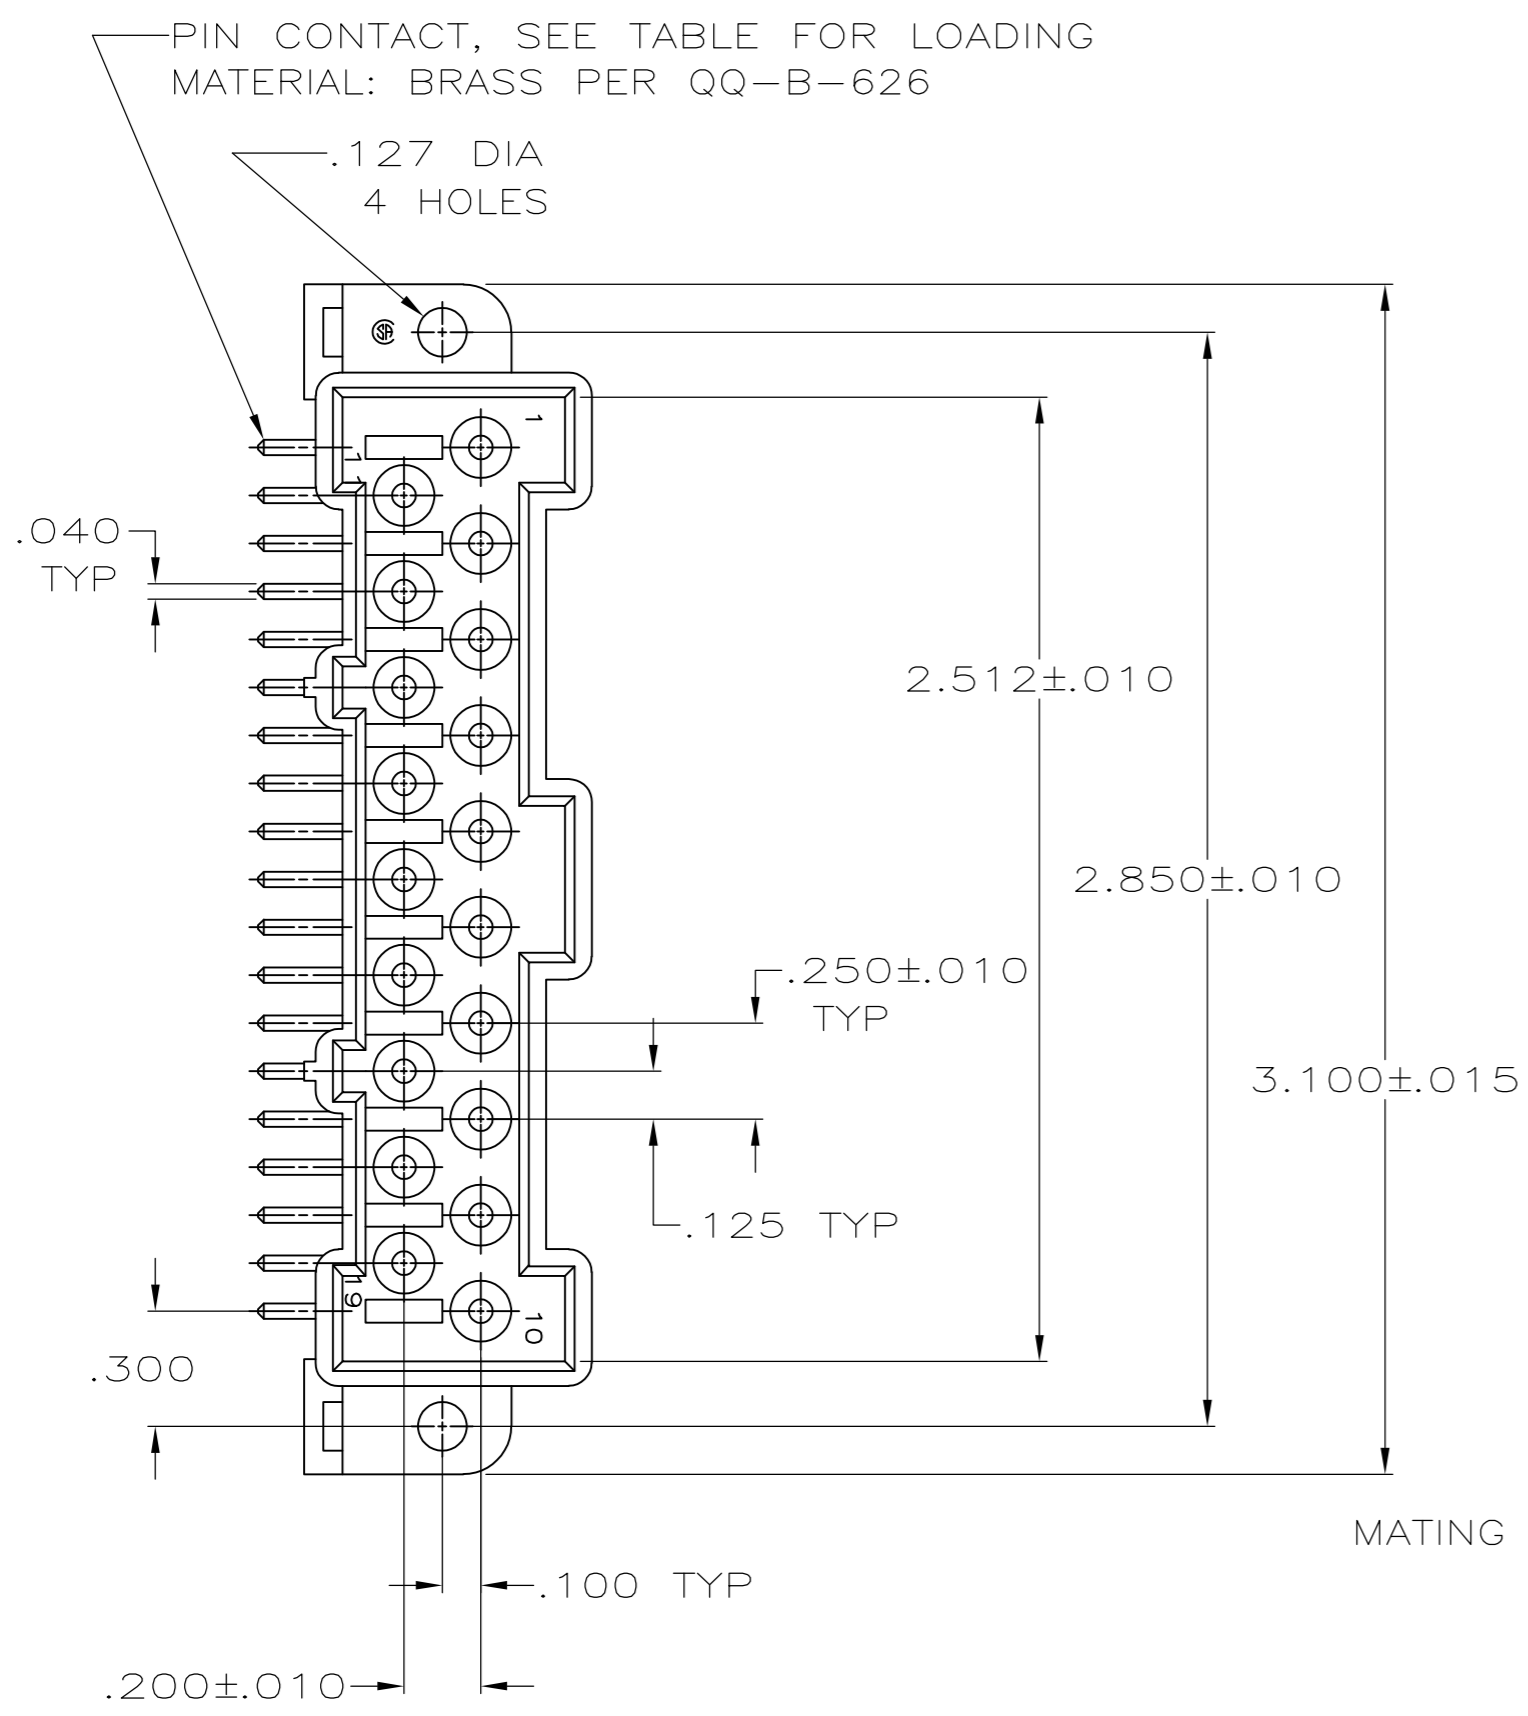 PIN CONTACT, SEE TABLE FOR LOADING
MATERIAL: BRASS PER QQ-B-626
.127 DIA
4 HOLES
SA
1
1
.040
TYP
2.512±.010
2.850±.010
.250±.010
TYP
3.100±.015
.125 TYP
19
10
.300
MATING
.100 TYP
.200±.010